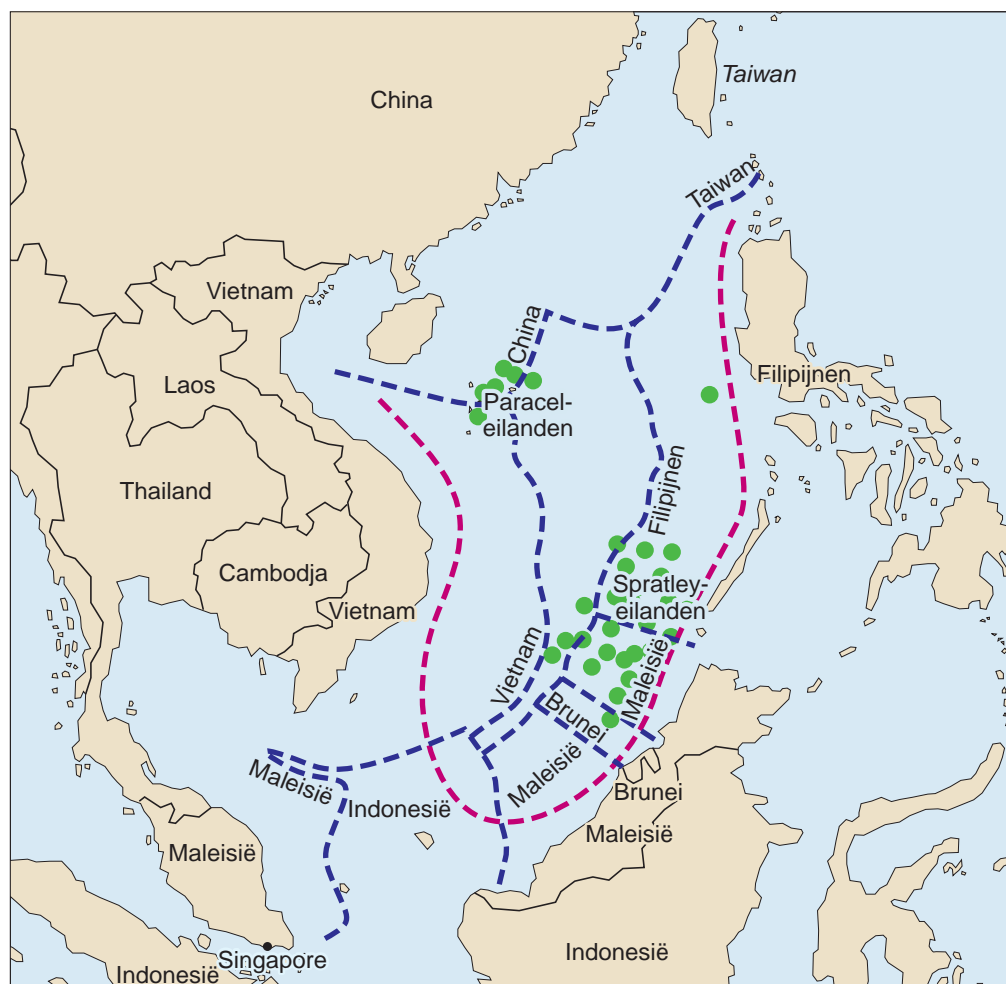 Taiwan
China
Taiwan
Vietnam
China
Laos
Filipijnen
Paracel-
eilanden
Thailand
Filipijnen
Cambodja
Spratley-
eilanden
Vietnam
Vietnam
Maleisië
Brunei
Maleisië
Maleisië
Indonesië
Brunei
Maleisië
Maleisië
Singapore
Indonesië
Indonesië